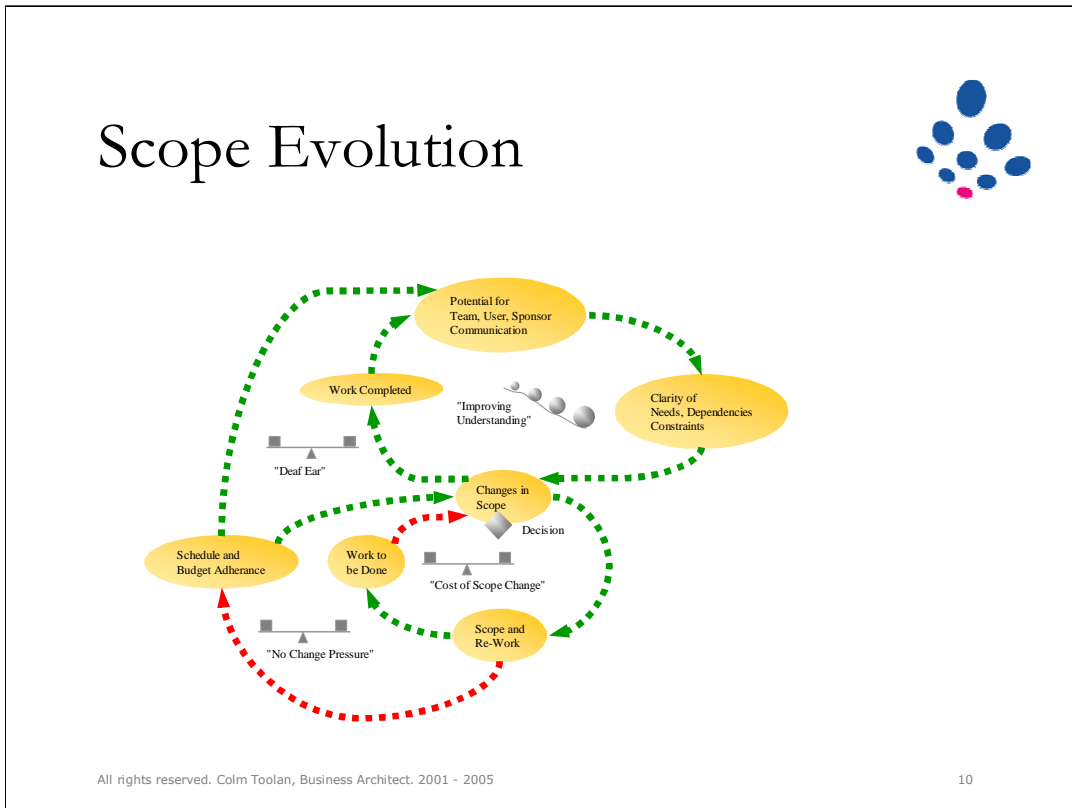 Scope Evolution
Potential for
Team, User, Sponsor
Communication
Work Completed
"Improving
Understanding"
Clarity of
Needs, Dependencies
Constraints
"Deaf Ear"
Changes in
Scope
Decision
Schedule and
Budget Adherance
Work to
be Done
"Cost of Scope Change"
Scope and
Re-Work
"No Change Pressure"
All rights reserved. Colm Toolan, Business Architect. 2001 - 2005
10